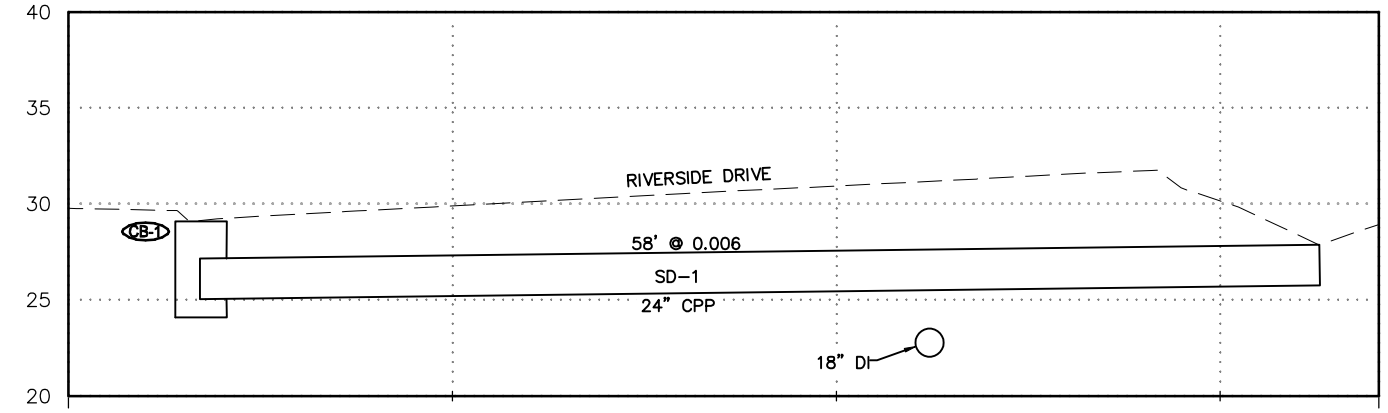 40
35
RIVERSIDE DRIVE
30
CB-1
58' @ 0.006
SD-1
25
24" CPP
18" DI
20